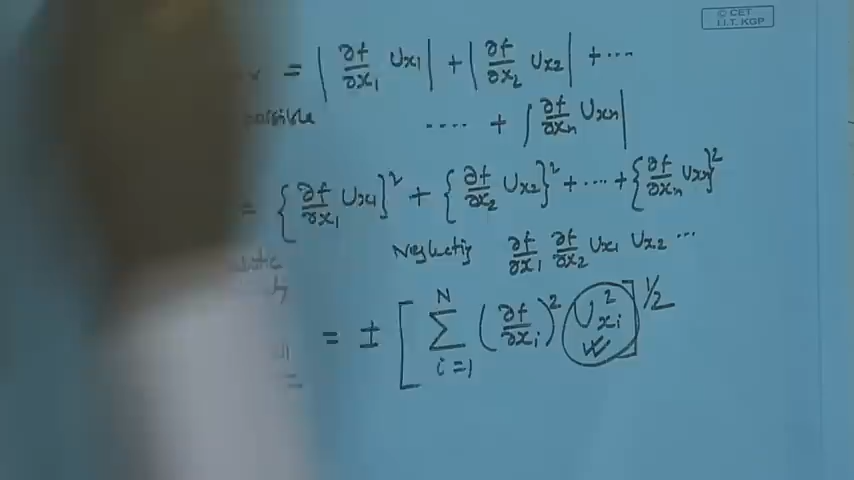 © CET
I.I.T. KGP
= | ∂f/∂x₁ Ux₁ | + | ∂f/∂x₂ Ux₂ | + ···
possible ···· + | ∂f/∂xₙ Uxₙ |
= { ∂f/∂x₁ Ux₁ }² + { ∂f/∂x₂ Ux₂ }² + ···· + { ∂f/∂xₙ Uxₙ }²
Neglecting ∂f/∂x₁ ∂f/∂x₂ Ux₁ Ux₂ ···
= ± [ N ∑ i=1 ( ∂f/∂xᵢ )² U²xᵢ ]^1/2